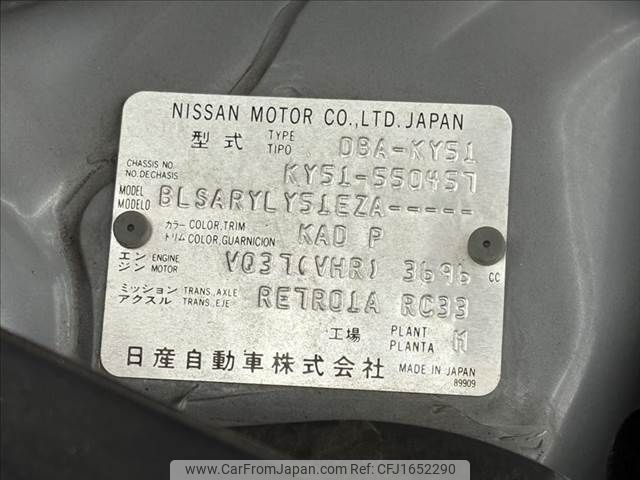 NISSAN MOTOR CO.,LTD.JAPAN
型式 TYPE TIPO DBA-KY51
CHASSIS NO. NO.DECHASIS KY51-550457
MODEL MODELO BLSARYLY51EZA-----
カラー COLOR,TRIM トリム COLOR,GUARNICION KAD P
エンジン ENGINE MOTOR VQ37(VHR) 3696 cc
ミッション TRANS.,AXLE アクスル TRANS.,EJE RE7R01A RC33
工場 PLANT PLANTA M
日産自動車株式会社 MADE IN JAPAN
89909
www.CarFromJapan.com www.CarFromJapan.com CFJ1652290